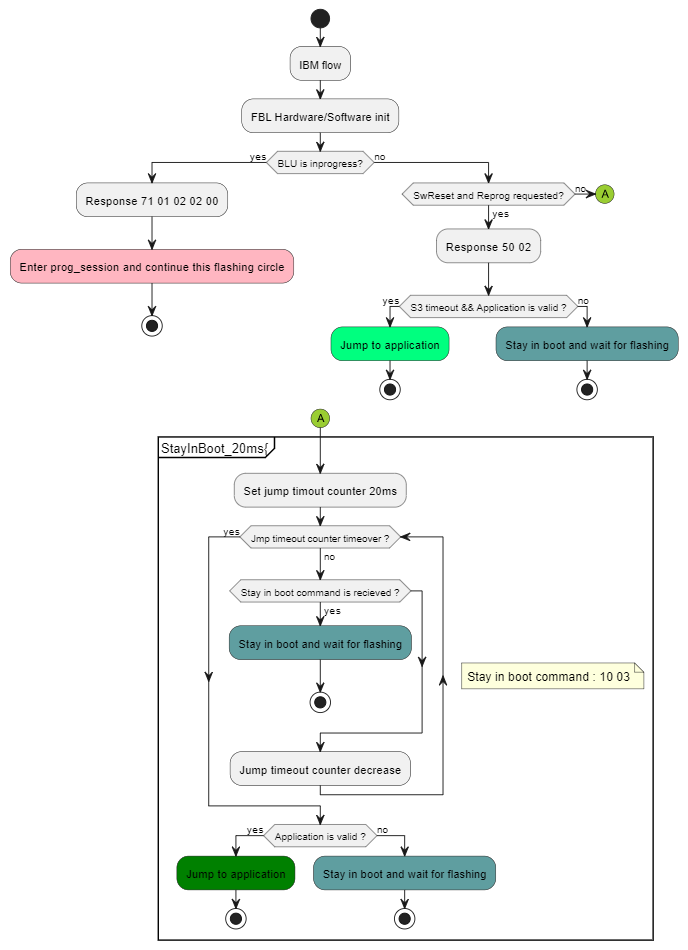 IBM flow
FBL Hardware/Software init
yes
BLU is inprogress?
no
Response 71 01 02 02 00
SwReset and Reprog requested?
no
A
yes
Response 50 02
Enter prog_session and continue this flashing circle
yes
S3 timeout && Application is valid ?
no
Jump to application
Stay in boot and wait for flashing
A
StayInBoot_20ms{
Set jump timout counter 20ms
yes
Jmp timeout counter timeover ?
no
Stay in boot command is recieved ?
yes
Stay in boot and wait for flashing
Stay in boot command : 10 03
Jump timeout counter decrease
yes
Application is valid ?
no
Jump to application
Stay in boot and wait for flashing